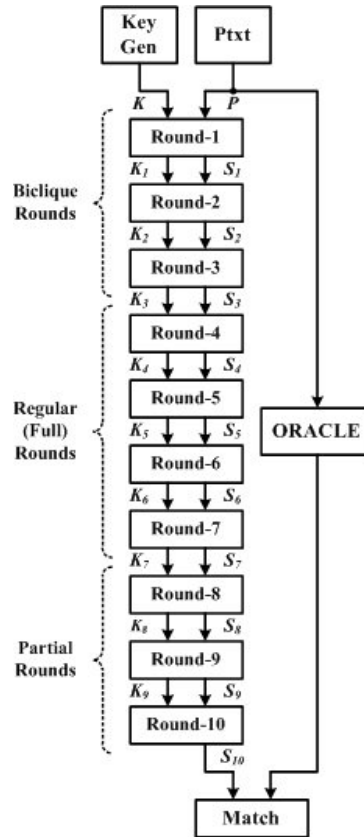 Key
Gen
Ptxt
K
P
Round-1
K1
S1
Biclique
Rounds
Round-2
K2
S2
Round-3
K3
S3
Round-4
K4
S4
Round-5
K5
S5
Regular
(Full)
Rounds
ORACLE
Round-6
K6
S6
Round-7
K7
S7
Round-8
K8
S8
Partial
Rounds
Round-9
K9
S9
Round-10
S10
Match